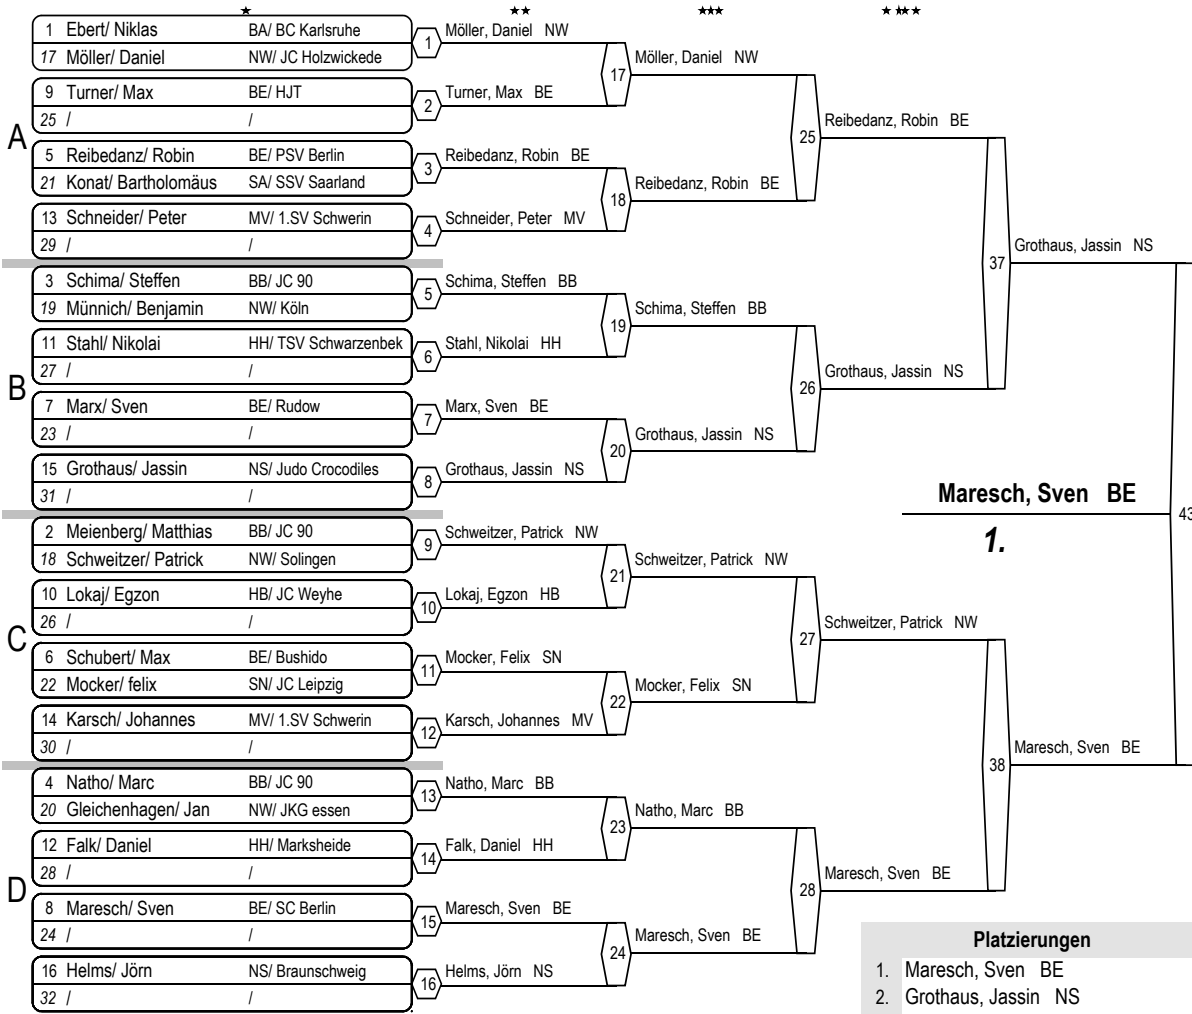 ★ ★★ ★★★ ★★★★
1 Ebert/ Niklas BA/ BC Karlsruhe
17 Möller/ Daniel NW/ JC Holzwickede
1 Möller, Daniel NW
17 Möller, Daniel NW
9 Turner/ Max BE/ HJT
25 / /
2 Turner, Max BE
A
25 Reibedanz, Robin BE
5 Reibedanz/ Robin BE/ PSV Berlin
21 Konat/ Bartholomäus SA/ SSV Saarland
3 Reibedanz, Robin BE
18 Reibedanz, Robin BE
13 Schneider/ Peter MV/ 1.SV Schwerin
29 / /
4 Schneider, Peter MV
37 Grothaus, Jassin NS
3 Schima/ Steffen BB/ JC 90
19 Münnich/ Benjamin NW/ Köln
5 Schima, Steffen BB
19 Schima, Steffen BB
11 Stahl/ Nikolai HH/ TSV Schwarzenbek
27 / /
6 Stahl, Nikolai HH
B
26 Grothaus, Jassin NS
7 Marx/ Sven BE/ Rudow
23 / /
7 Marx, Sven BE
20 Grothaus, Jassin NS
15 Grothaus/ Jassin NS/ Judo Crocodiles
31 / /
8 Grothaus, Jassin NS
Maresch, Sven BE
43
1.
2 Meienberg/ Matthias BB/ JC 90
18 Schweitzer/ Patrick NW/ Solingen
9 Schweitzer, Patrick NW
21 Schweitzer, Patrick NW
10 Lokaj/ Egzon HB/ JC Weyhe
26 / /
10 Lokaj, Egzon HB
C
27 Schweitzer, Patrick NW
6 Schubert/ Max BE/ Bushido
22 Mocker/ felix SN/ JC Leipzig
11 Mocker, Felix SN
22 Mocker, Felix SN
14 Karsch/ Johannes MV/ 1.SV Schwerin
30 / /
12 Karsch, Johannes MV
38 Maresch, Sven BE
4 Natho/ Marc BB/ JC 90
20 Gleichenhagen/ Jan NW/ JKG essen
13 Natho, Marc BB
23 Natho, Marc BB
12 Falk/ Daniel HH/ Marksheide
28 / /
14 Falk, Daniel HH
D
28 Maresch, Sven BE
8 Maresch/ Sven BE/ SC Berlin
24 / /
15 Maresch, Sven BE
24 Maresch, Sven BE
16 Helms/ Jörn NS/ Braunschweig
32 / /
16 Helms, Jörn NS
Platzierungen
1. Maresch, Sven BE
2. Grothaus, Jassin NS